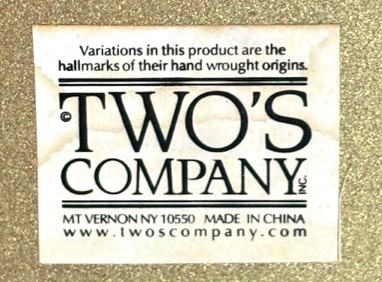 Variations in this product are the
hallmarks of their hand wrought origins.
© TWO'S
COMPANY INC.
MT VERNON NY 10550 MADE IN CHINA
www.twoscompany.com